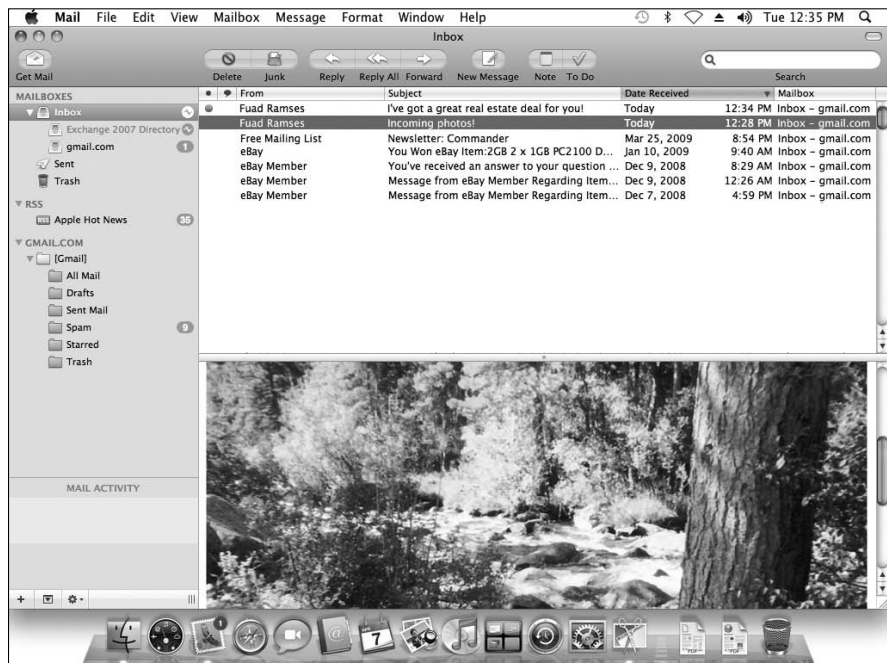 Mail File Edit View Mailbox Message Format Window Help Tue 12:35 PM
Inbox
Get Mail Delete Junk Reply Reply All Forward New Message Note To Do Search
MAILBOXES
Inbox
Exchange 2007 Directory
gmail.com 1
Sent
Trash
RSS
Apple Hot News 35
GMAIL.COM
[Gmail]
All Mail
Drafts
Sent Mail
Spam 9
Starred
Trash
MAIL ACTIVITY
From Subject Date Received Mailbox
Fuad Ramses I've got a great real estate deal for you! Today 12:34 PM Inbox - gmail.com
Fuad Ramses Incoming photos! Today 12:28 PM Inbox - gmail.com
Free Mailing List Newsletter: Commander Mar 25, 2009 8:54 PM Inbox - gmail.com
eBay You Won eBay Item:2GB 2 x 1GB PC2100 D... Jan 10, 2009 9:40 AM Inbox - gmail.com
eBay Member You've received an answer to your question ... Dec 9, 2008 8:29 AM Inbox - gmail.com
eBay Member Message from eBay Member Regarding Item... Dec 9, 2008 12:26 AM Inbox - gmail.com
eBay Member Message from eBay Member Regarding Item... Dec 7, 2008 4:59 PM Inbox - gmail.com
1
7
PDF PDF